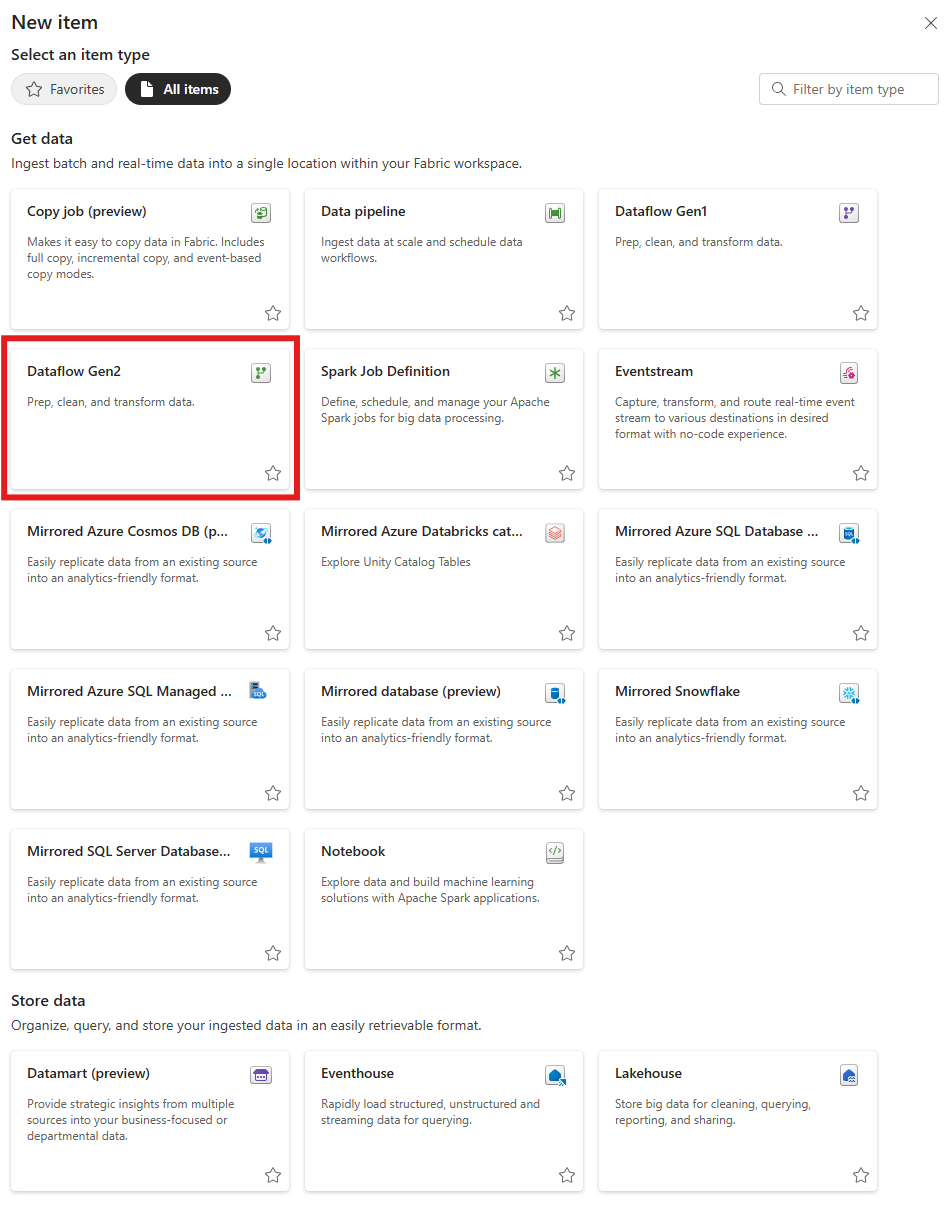 New item
Select an item type
Favorites
All items
Filter by item type
Get data
Ingest batch and real-time data into a single location within your Fabric workspace.
Copy job (preview)
Makes it easy to copy data in Fabric. Includes
full copy, incremental copy, and event-based
copy modes.
Data pipeline
Ingest data at scale and schedule data
workflows.
Dataflow Gen1
Prep, clean, and transform data.
Dataflow Gen2
Prep, clean, and transform data.
Spark Job Definition
Define, schedule, and manage your Apache
Spark jobs for big data processing.
Eventstream
Capture, transform, and route real-time event
stream to various destinations in desired
format with no-code experience.
Mirrored Azure Cosmos DB (p...
Easily replicate data from an existing source
into an analytics-friendly format.
Mirrored Azure Databricks cat...
Explore Unity Catalog Tables
Mirrored Azure SQL Database ...
SQL
Easily replicate data from an existing source
into an analytics-friendly format.
Mirrored Azure SQL Managed ...
SQL
Easily replicate data from an existing source
into an analytics-friendly format.
Mirrored database (preview)
Easily replicate data from an existing source
into an analytics-friendly format.
Mirrored Snowflake
Easily replicate data from an existing source
into an analytics-friendly format.
Mirrored SQL Server Database...
SQL
Easily replicate data from an existing source
into an analytics-friendly format.
Notebook
Explore data and build machine learning
solutions with Apache Spark applications.
Store data
Organize, query, and store your ingested data in an easily retrievable format.
Datamart (preview)
Provide strategic insights from multiple
sources into your business-focused or
departmental data.
Eventhouse
Rapidly load structured, unstructured and
streaming data for querying.
Lakehouse
Store big data for cleaning, querying,
reporting, and sharing.